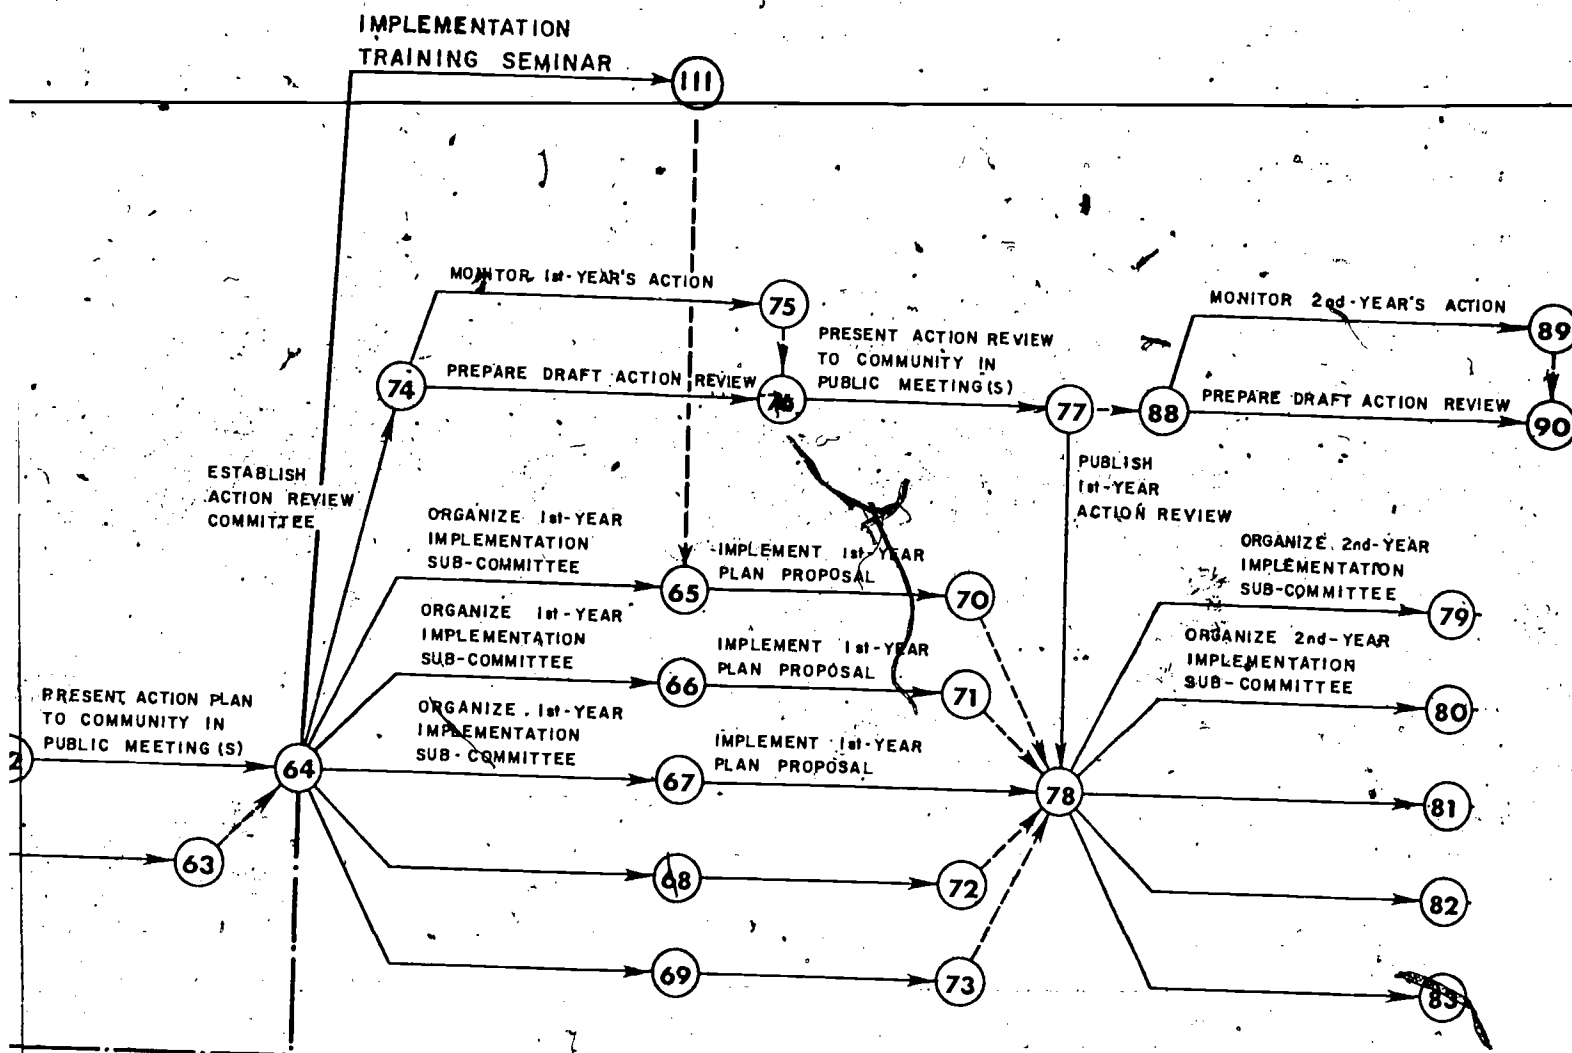 IMPLEMENTATION
TRAINING SEMINAR
111
MONITOR 1st-YEAR'S ACTION
75
MONITOR 2nd-YEAR'S ACTION
89
PRESENT ACTION REVIEW
TO COMMUNITY IN
PUBLIC MEETING(S)
74
PREPARE DRAFT ACTION REVIEW
76
77
88
PREPARE DRAFT ACTION REVIEW
90
ESTABLISH
ACTION REVIEW
COMMITTEE
PUBLISH
1st-YEAR
ACTION REVIEW
ORGANIZE 1st-YEAR
IMPLEMENTATION
SUB-COMMITTEE
65
IMPLEMENT 1st-YEAR
PLAN PROPOSAL
70
ORGANIZE 2nd-YEAR
IMPLEMENTATION
SUB-COMMITTEE
79
ORGANIZE 1st-YEAR
IMPLEMENTATION
SUB-COMMITTEE
66
IMPLEMENT 1st-YEAR
PLAN PROPOSAL
71
ORGANIZE 2nd-YEAR
IMPLEMENTATION
SUB-COMMITTEE
80
PRESENT ACTION PLAN
TO COMMUNITY IN
PUBLIC MEETING(S)
64
ORGANIZE 1st-YEAR
IMPLEMENTATION
SUB-COMMITTEE
67
IMPLEMENT 1st-YEAR
PLAN PROPOSAL
78
81
63
68
72
82
69
73
83